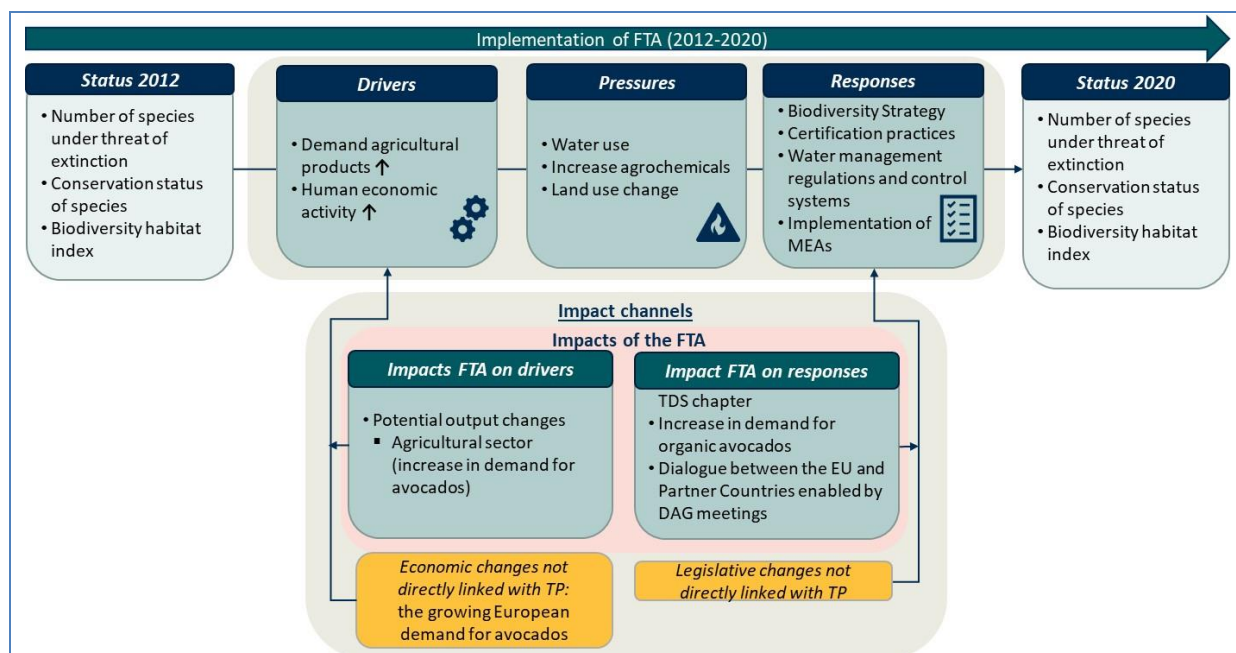 Implementation of FTA (2012-2020)
Status 2012
• Number of species
under threat of
extinction
• Conservation status
of species
• Biodiversity habitat
index
Drivers
• Demand agricultural
products ↑
• Human economic
activity ↑
Pressures
• Water use
• Increase agrochemicals
• Land use change
Responses
• Biodiversity Strategy
• Certification practices
• Water management
regulations and control
systems
• Implementation of
MEAs
Status 2020
• Number of species
under threat of
extinction
• Conservation status
of species
• Biodiversity habitat
index
Impact channels
Impacts of the FTA
Impacts FTA on drivers
• Potential output changes
▪ Agricultural sector
(increase in demand for
avocados)
Impact FTA on responses
TDS chapter
• Increase in demand for
organic avocados
• Dialogue between the EU and
Partner Countries enabled by
DAG meetings
Economic changes not
directly linked with TP:
the growing European
demand for avocados
Legislative changes not
directly linked with TP